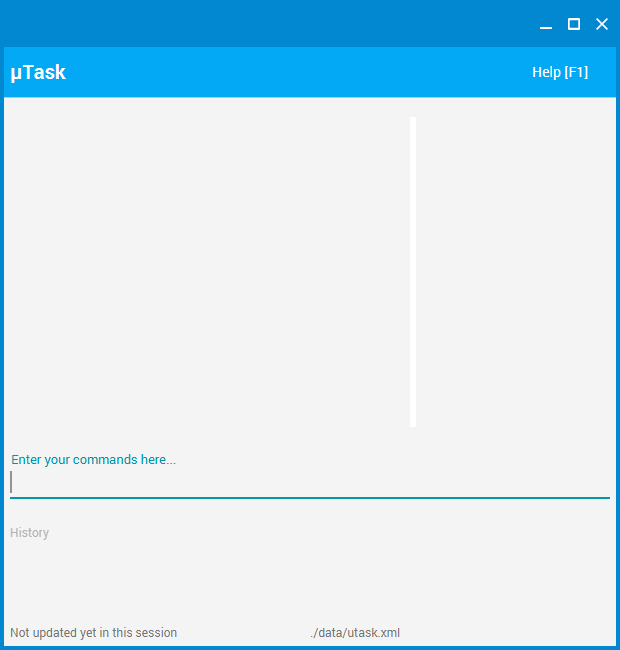 µTask
Help [F1]
Enter your commands here...
History
Not updated yet in this session
./data/utask.xml